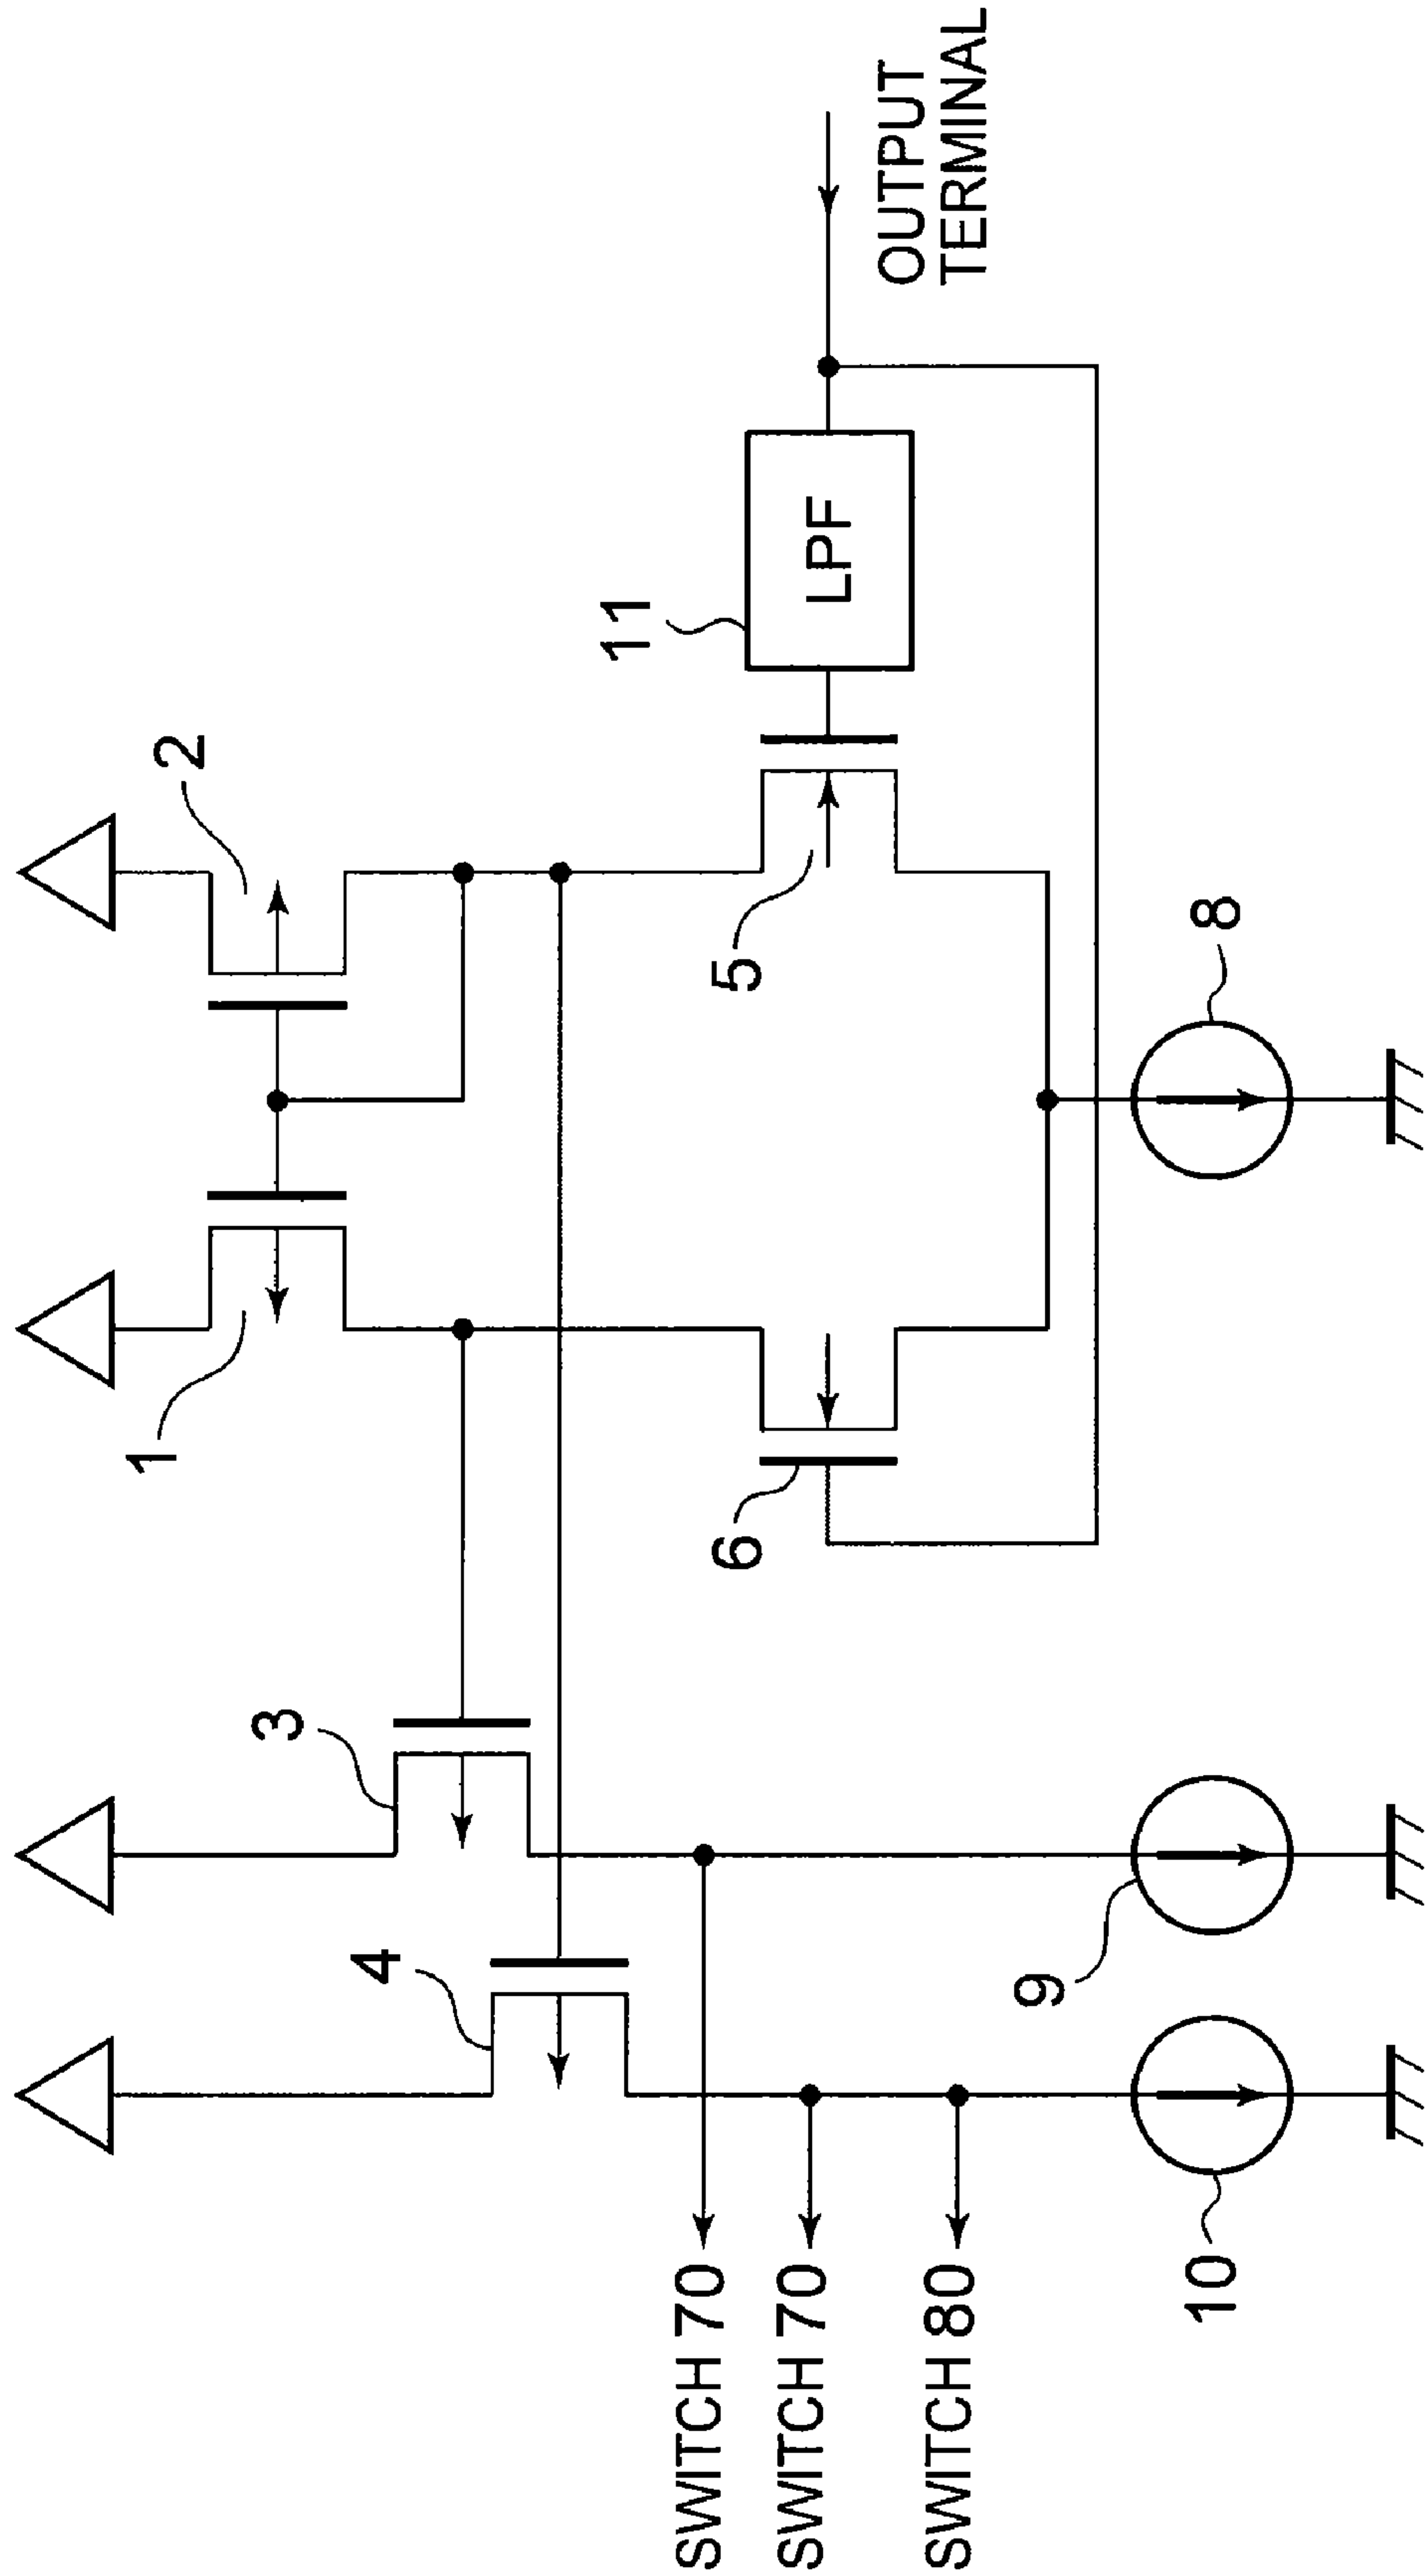 1
2
3
4
5
6
11
LPF
OUTPUT
TERMINAL
SWITCH 70
SWITCH 70
SWITCH 80
8
9
10